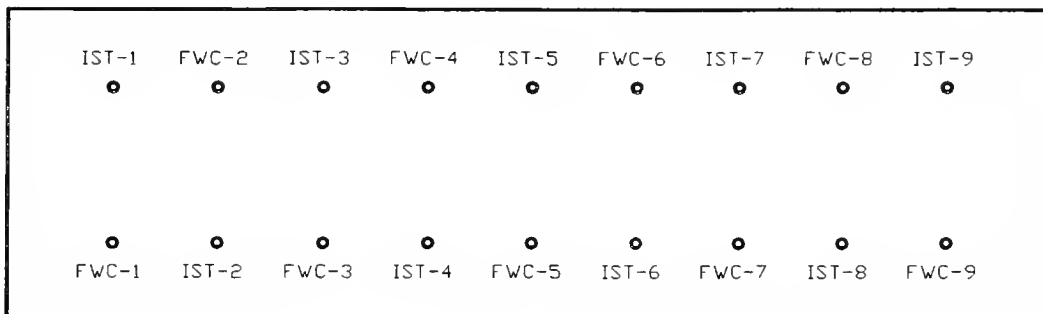 IST-1 FWC-2 IST-3 FWC-4 IST-5 FWC-6 IST-7 FWC-8 IST-9
FWC-1 IST-2 FWC-3 IST-4 FWC-5 IST-6 FWC-7 IST-8 FWC-9